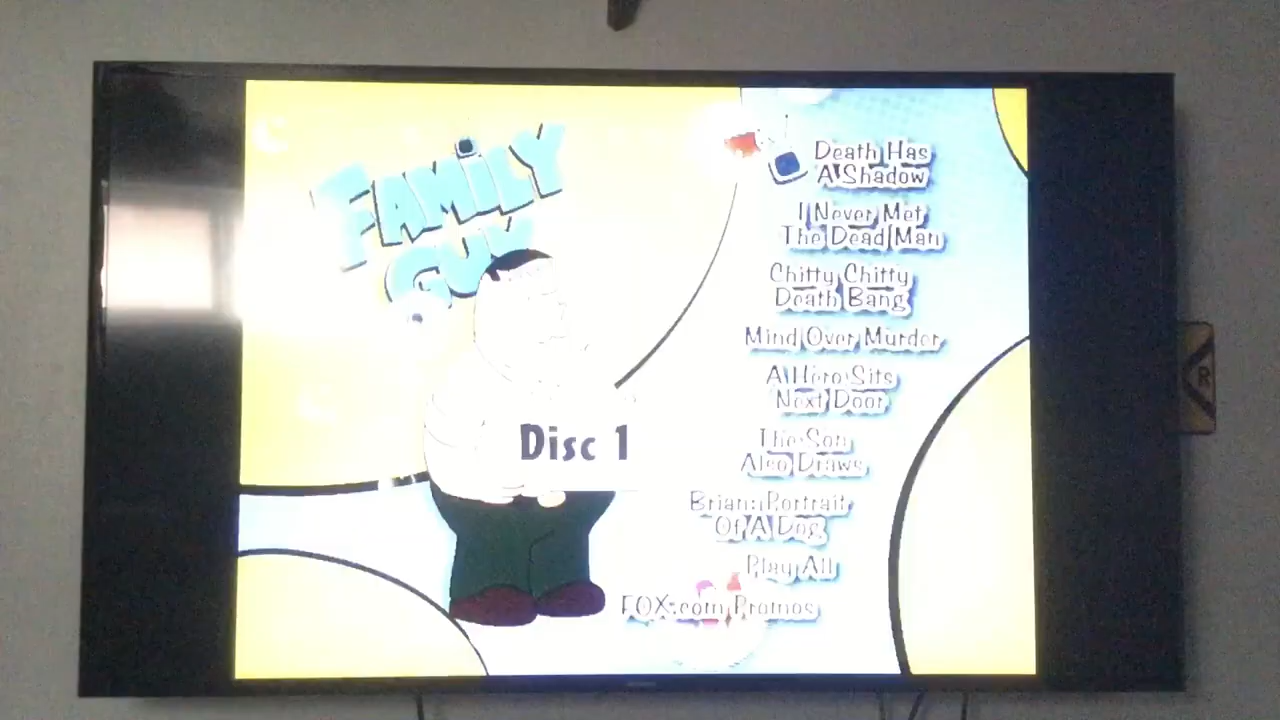 FAMiLY
GUY
Death Has
A Shadow
I Never Met
The Dead Man
Chitty Chitty
Death Bang
Mind Over Murder
A Hero Sits
Next Door
Disc 1
The Son
Also Draws
Brian: Portrait
Of A Dog
Play All
FOX.com Promos
R